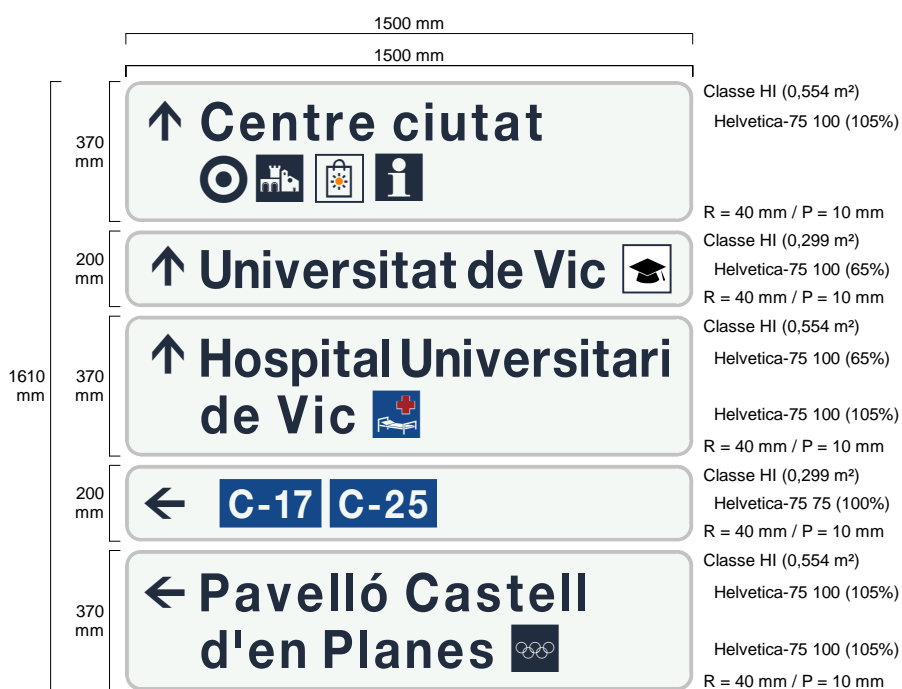 1500 mm
1500 mm
Classe HI (0,554 m²)
Centre ciutat
Helvetica-75 100 (105%)
370
mm
i
R = 40 mm / P = 10 mm
Classe HI (0,299 m²)
200
mm
Universitat de Vic
Helvetica-75 100 (65%)
R = 40 mm / P = 10 mm
Classe HI (0,554 m²)
Hospital Universitari
Helvetica-75 100 (65%)
1610
mm
370
mm
de Vic
Helvetica-75 100 (105%)
R = 40 mm / P = 10 mm
Classe HI (0,299 m²)
200
mm
C-17 C-25
Helvetica-75 75 (100%)
R = 40 mm / P = 10 mm
Classe HI (0,554 m²)
Pavelló Castell
Helvetica-75 100 (105%)
370
mm
d'en Planes
Helvetica-75 100 (105%)
R = 40 mm / P = 10 mm